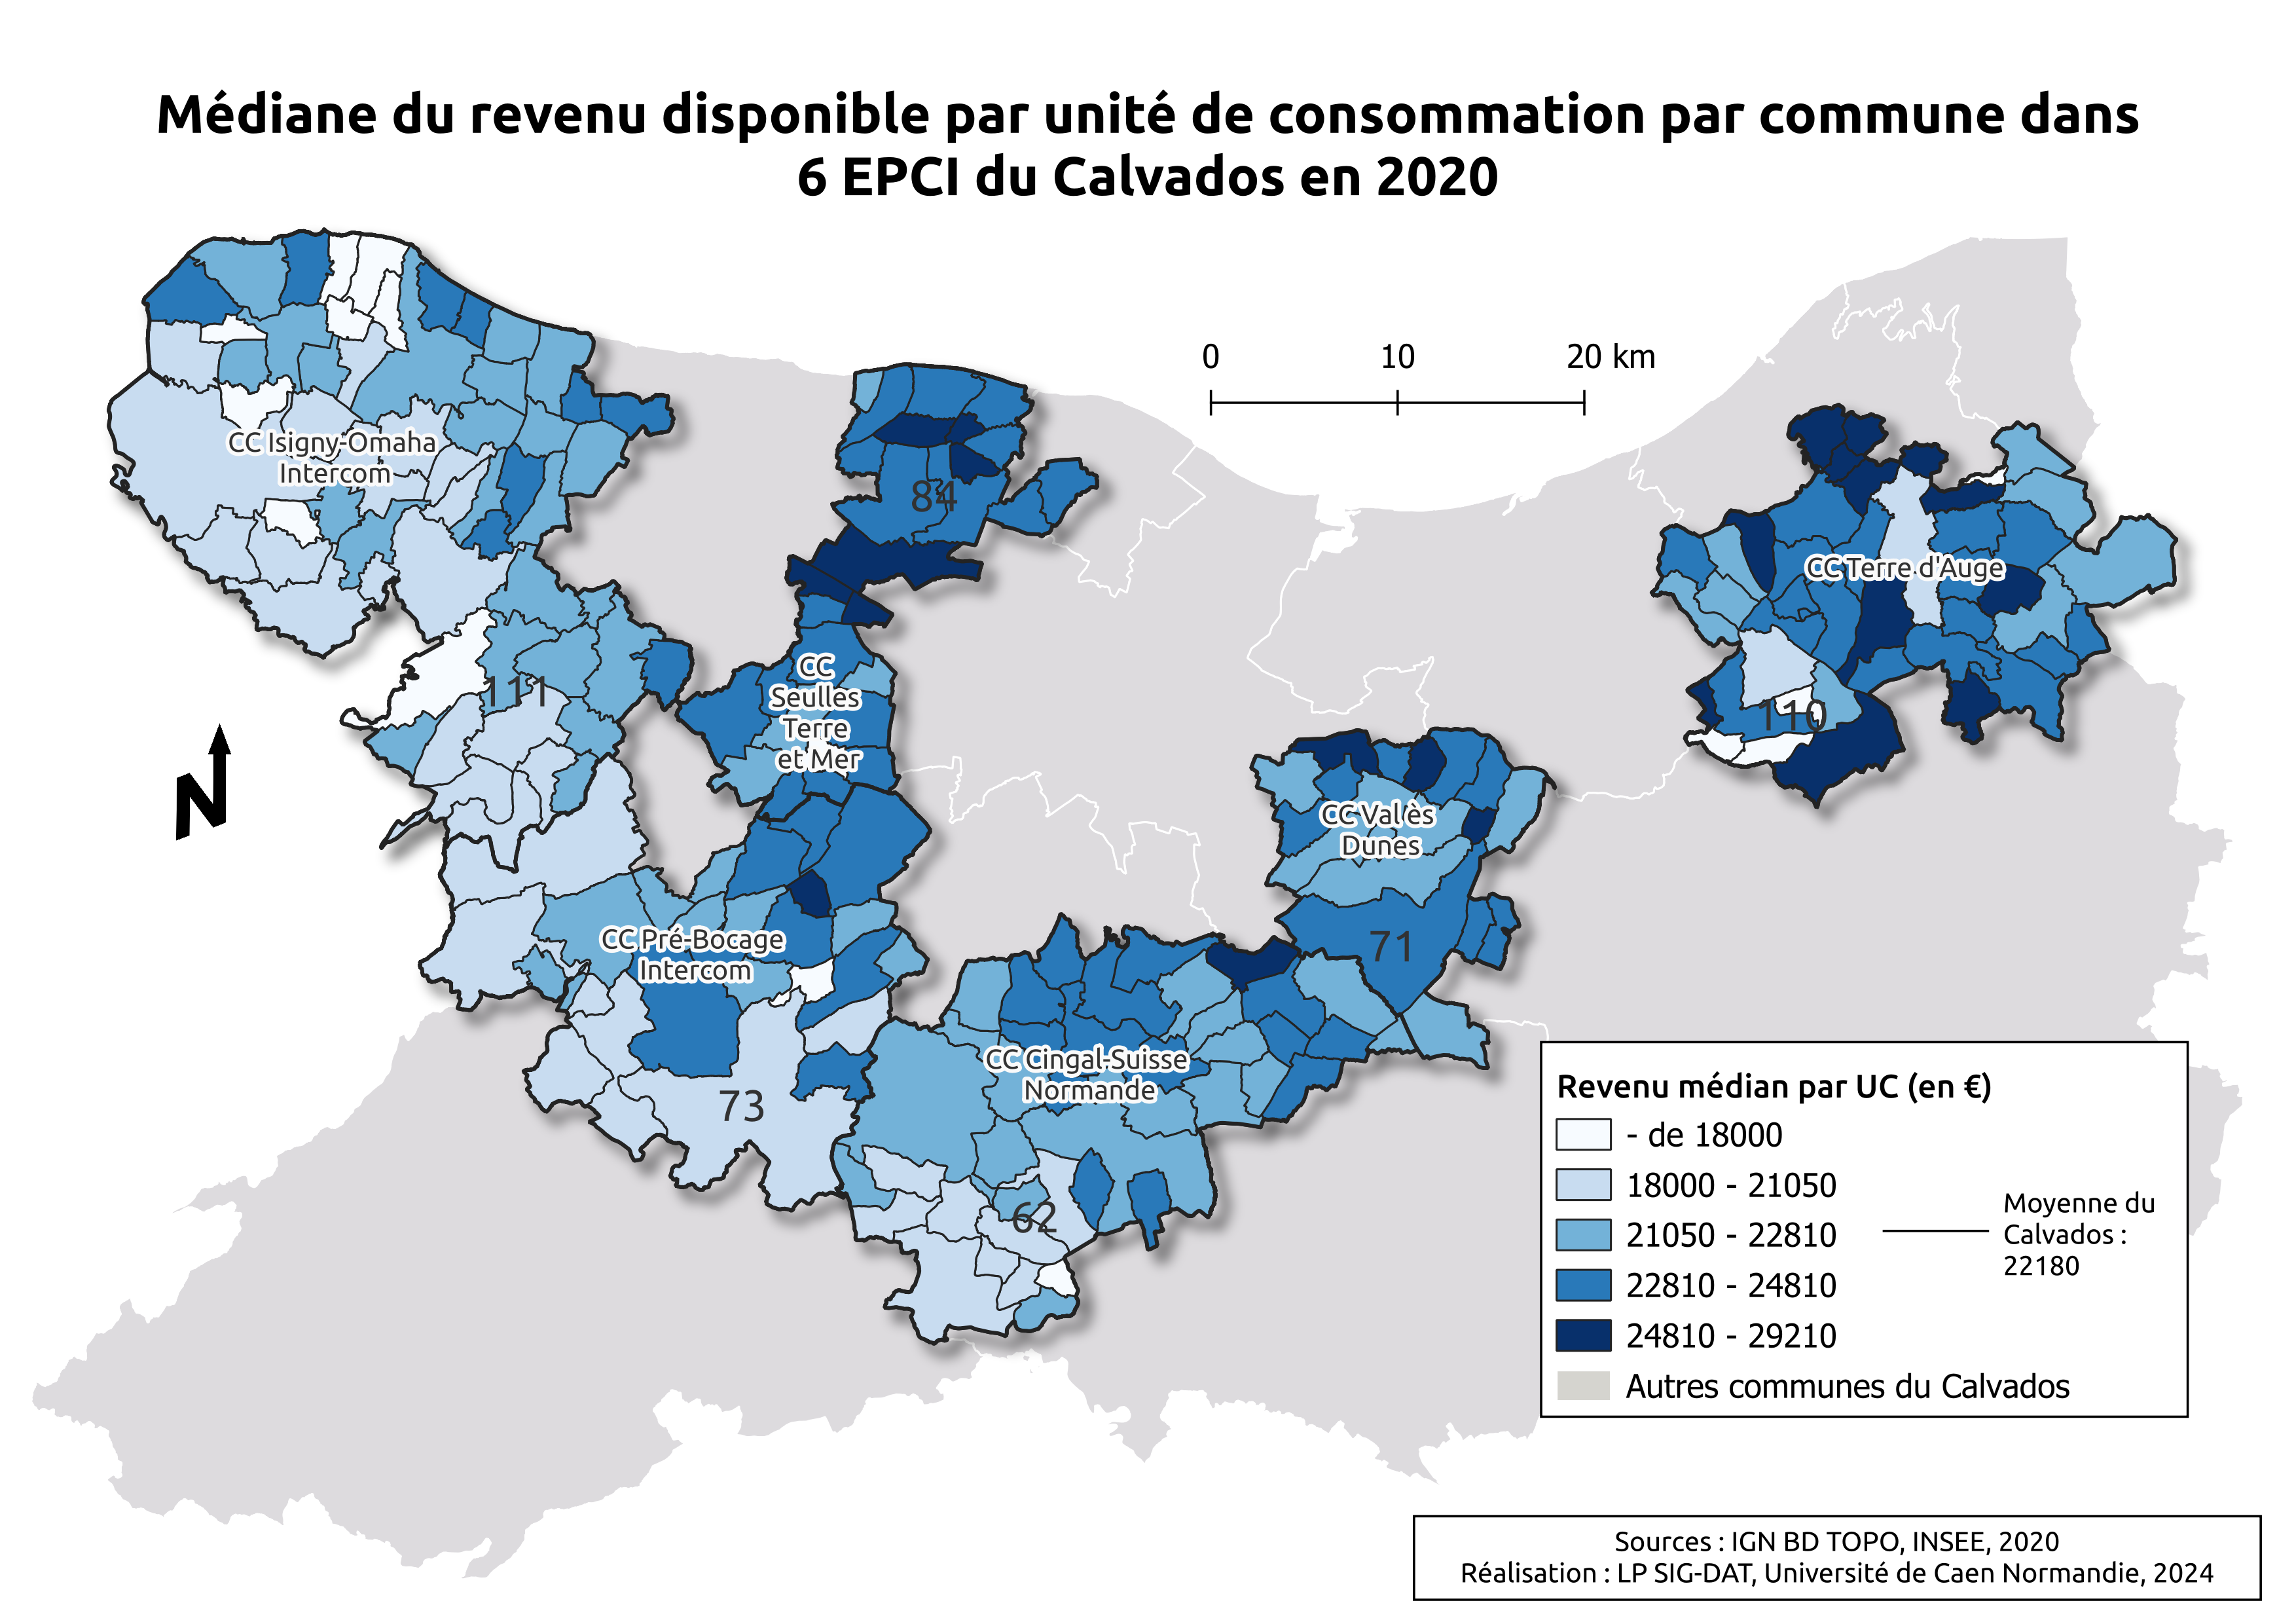 Médiane du revenu disponible par unité de consommation par commune dans
6 EPCI du Calvados en 2020
0 10 20 km
CC Isigny-Omaha
Intercom
84
CC Terre d'Auge
111
CC
Seulles
Terre
et Mer
110
N
CC Val ès
Dunes
CC Pré-Bocage
Intercom
71
CC Cingal-Suisse
Normande
73
62
Revenu médian par UC (en €)
- de 18000
18000 - 21050
21050 - 22810
22810 - 24810
24810 - 29210
Autres communes du Calvados
Moyenne du
Calvados :
22180
Sources : IGN BD TOPO, INSEE, 2020
Réalisation : LP SIG-DAT, Université de Caen Normandie, 2024